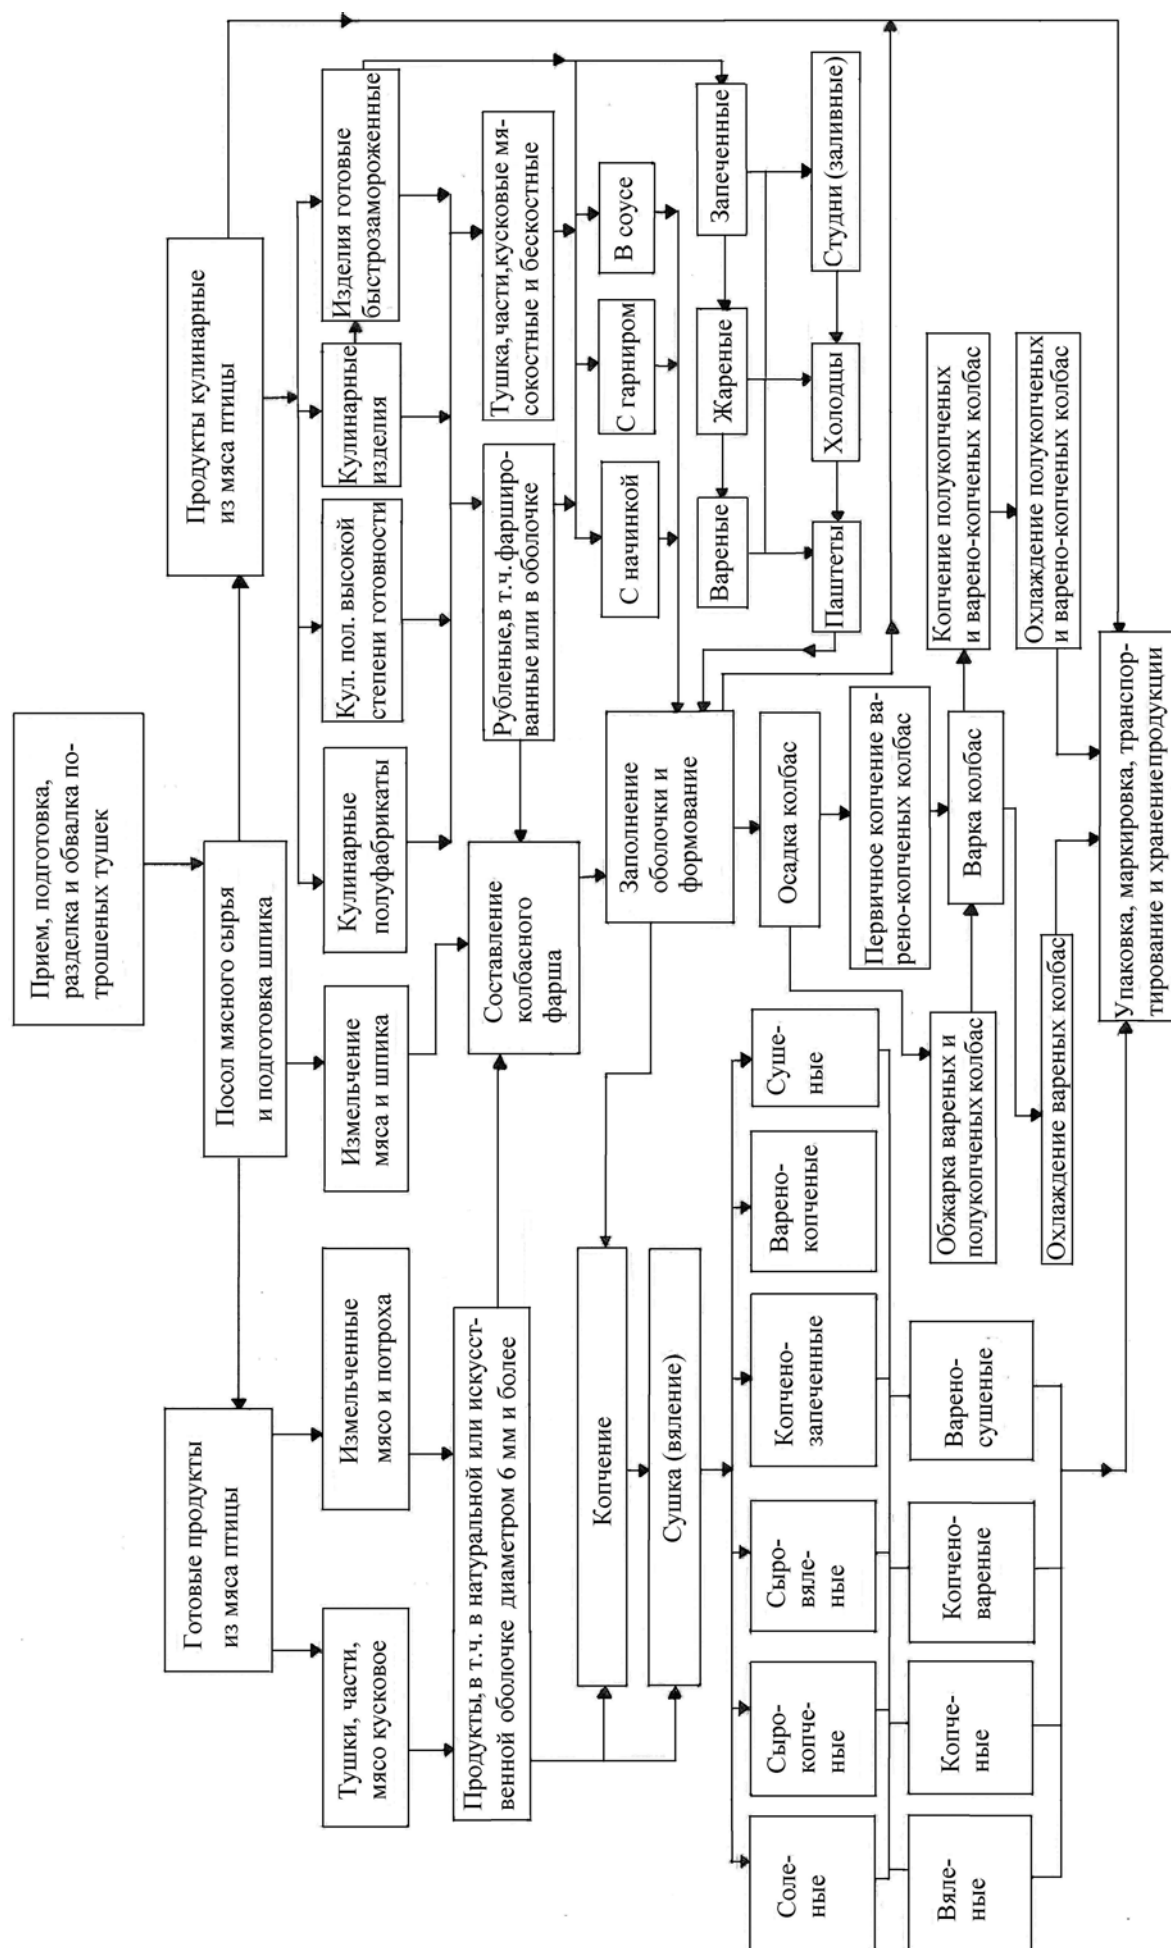 Прием, подготовка,
разделка и обвалка по-
трошеных тушек
Посол мясного сырья
и подготовка шпика
Готовые продукты
из мяса птицы
Продукты кулинарные
из мяса птицы
Тушки, части,
мясо кусковое
Измельченные
мясо и потроха
Измельчение
мяса и шпика
Кулинарные
полуфабрикаты
Кул. пол. высокой
степени готовности
Кулинарные
изделия
Изделия готовые
быстрозамороженные
Продукты, в т.ч. в натуральной или искусст-
венной оболочке диаметром 6 мм и более
Составление
колбасного
фарша
Рубленые, в т.ч. фарширо-
ванные или в оболочке
Тушка, части, кусковые мя-
сокостные и бескостные
Копчение
Сушка (вяление)
Заполнение
оболочки и
формование
С начинкой
С гарниром
В соусе
Вареные
Жареные
Запеченные
Соле-
ные
Сыро-
копче-
ные
Сыро-
вяле-
ные
Копчено-
запеченные
Варено-
копченые
Суше-
ные
Осадка колбас
Паштеты
Холодцы
Студни (заливные)
Первичное копчение ва-
рено-копченых колбас
Вяле-
ные
Копче-
ные
Копчено-
вареные
Варено-
сушеные
Обжарка вареных и
полукопченых колбас
Варка колбас
Копчение полукопченых
и варено-копченых колбас
Охлаждение вареных колбас
Охлаждение полукопченых
и варено-копченых колбас
Упаковка, маркировка, транспор-
тирование и хранение продукции